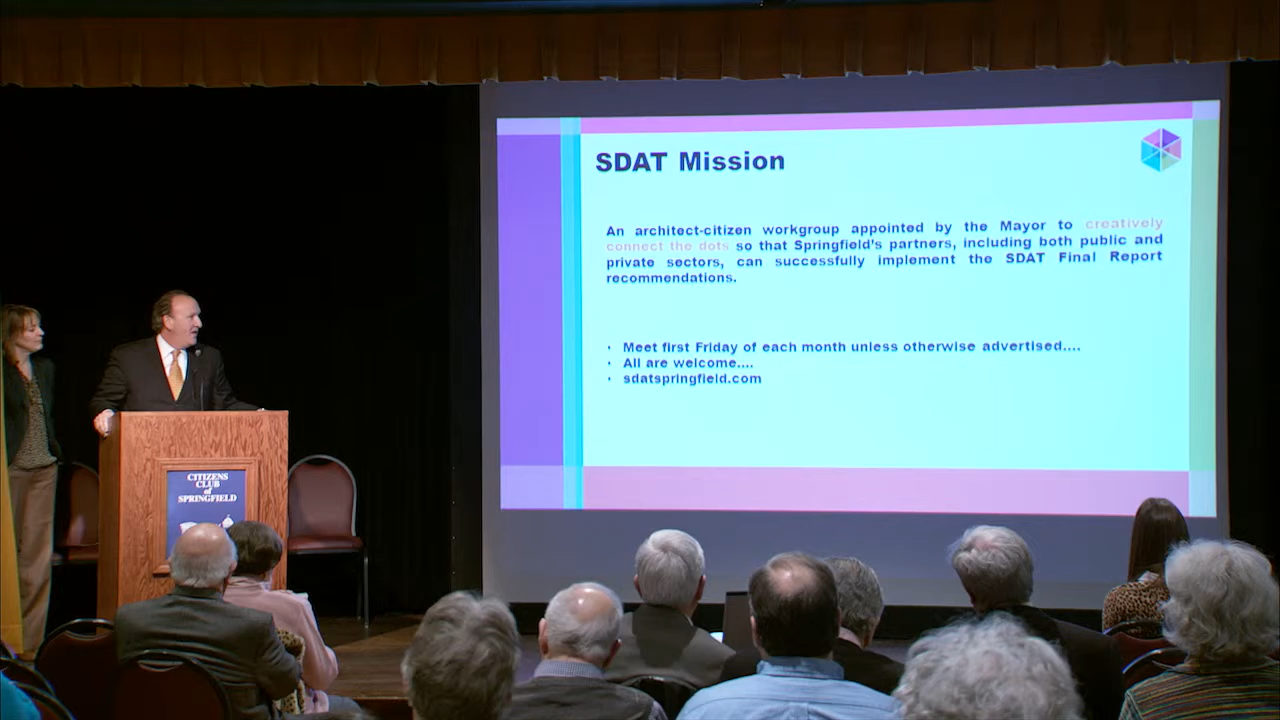 SDAT Mission
An architect-citizen workgroup appointed by the Mayor to creatively
connect the dots so that Springfield's partners, including both public and
private sectors, can successfully implement the SDAT Final Report
recommendations.
· Meet first Friday of each month unless otherwise advertised....
· All are welcome....
· sdatspringfield.com
CITIZENS
CLUB
of
SPRINGFIELD